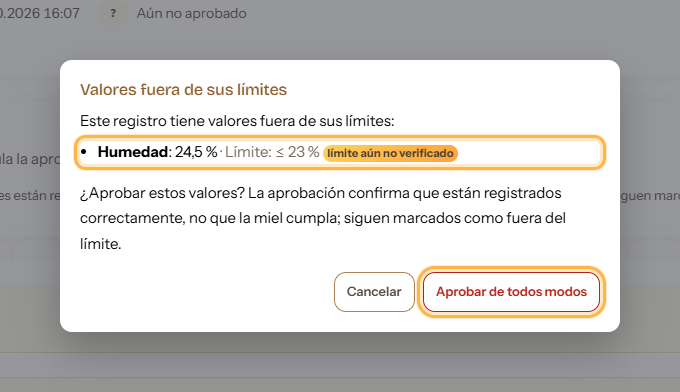 .2026 16:07 ? Aún no aprobado
Valores fuera de sus límites
Este registro tiene valores fuera de sus límites:
• Humedad: 24,5 % · Límite: ≤ 23 % límite aún no verificado
¿Aprobar estos valores? La aprobación confirma que están registrados
correctamente, no que la miel cumpla; siguen marcados como fuera del
límite.
Cancelar Aprobar de todos modos